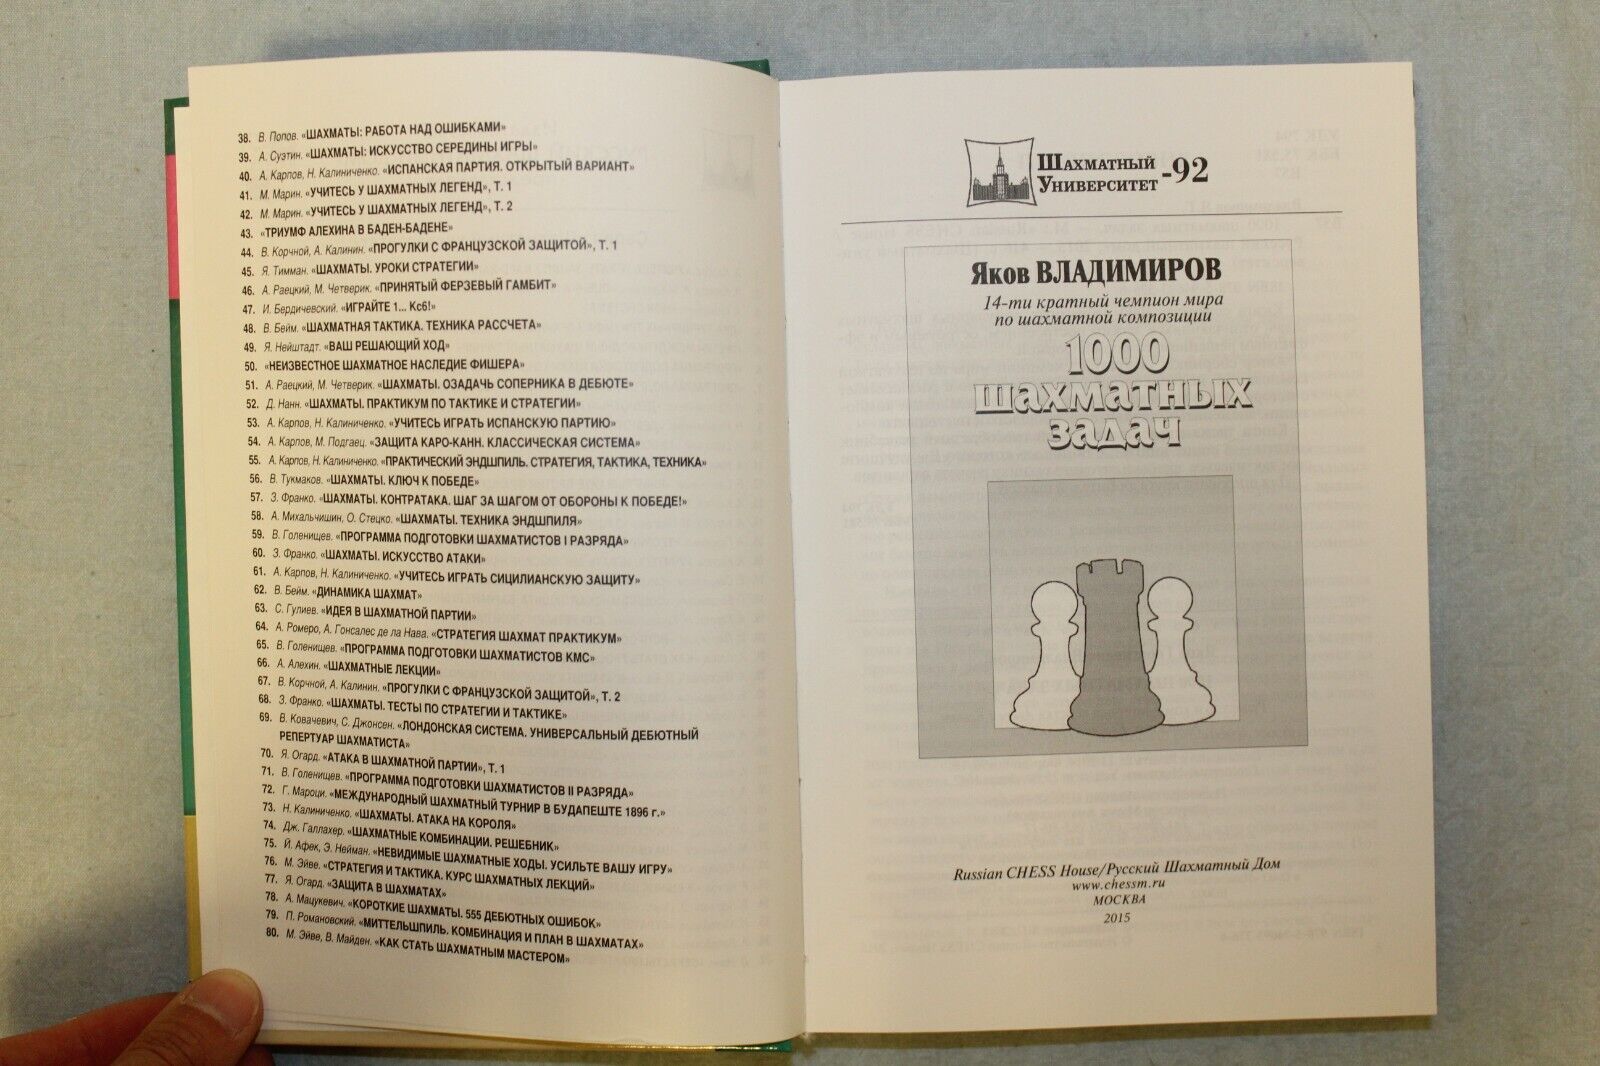 38. В. Попов. «ШАХМАТЫ: РАБОТА НАД ОШИБКАМИ»
39. А. Суэтин. «ШАХМАТЫ: ИСКУССТВО СЕРЕДИНЫ ИГРЫ»
40. А. Карпов, Н. Калиниченко. «ИСПАНСКАЯ ПАРТИЯ. ОТКРЫТЫЙ ВАРИАНТ»
41. М. Марин. «УЧИТЕСЬ У ШАХМАТНЫХ ЛЕГЕНД», Т. 1
42. М. Марин. «УЧИТЕСЬ У ШАХМАТНЫХ ЛЕГЕНД», Т. 2
43. «ТРИУМФ АЛЕХИНА В БАДЕН-БАДЕНЕ»
44. В. Корчной, А. Калинин. «ПРОГУЛКИ С ФРАНЦУЗСКОЙ ЗАЩИТОЙ», Т. 1
45. Я. Тимман. «ШАХМАТЫ. УРОКИ СТРАТЕГИИ»
46. А. Раецкий, М. Четверик. «ПРИНЯТЫЙ ФЕРЗЕВЫЙ ГАМБИТ»
47. И. Бердичевский. «ИГРАЙТЕ 1... Кc6!»
48. В. Бейм. «ШАХМАТНАЯ ТАКТИКА. ТЕХНИКА РАССЧЕТА»
49. Я. Нейштадт. «ВАШ РЕШАЮЩИЙ ХОД»
50. «НЕИЗВЕСТНОЕ ШАХМАТНОЕ НАСЛЕДИЕ ФИШЕРА»
51. А. Раецкий, М. Четверик. «ШАХМАТЫ. ОЗАДАЧЬ СОПЕРНИКА В ДЕБЮТЕ»
52. Д. Нанн. «ШАХМАТЫ. ПРАКТИКУМ ПО ТАКТИКЕ И СТРАТЕГИИ»
53. А. Карпов, Н. Калиниченко. «УЧИТЕСЬ ИГРАТЬ ИСПАНСКУЮ ПАРТИЮ»
54. А. Карпов, М. Подгаец. «ЗАЩИТА КАРО-КАНН. КЛАССИЧЕСКАЯ СИСТЕМА»
55. А. Карпов, Н. Калиниченко. «ПРАКТИЧЕСКИЙ ЭНДШПИЛЬ. СТРАТЕГИЯ, ТАКТИКА, ТЕХНИКА»
56. В. Тукмаков. «ШАХМАТЫ. КЛЮЧ К ПОБЕДЕ»
57. З. Франко. «ШАХМАТЫ. КОНТРАТАКА. ШАГ ЗА ШАГОМ ОТ ОБОРОНЫ К ПОБЕДЕ!»
58. А. Михальчишин, О. Стецко. «ШАХМАТЫ. ТЕХНИКА ЭНДШПИЛЯ»
59. В. Голенищев. «ПРОГРАММА ПОДГОТОВКИ ШАХМАТИСТОВ I РАЗРЯДА»
60. З. Франко. «ШАХМАТЫ. ИСКУССТВО АТАКИ»
61. А. Карпов, Н. Калиниченко. «УЧИТЕСЬ ИГРАТЬ СИЦИЛИАНСКУЮ ЗАЩИТУ»
62. В. Бейм. «ДИНАМИКА ШАХМАТ»
63. С. Гулиев. «ИДЕЯ В ШАХМАТНОЙ ПАРТИИ»
64. А. Ромеро, А. Гонсалес де ла Нава. «СТРАТЕГИЯ ШАХМАТ ПРАКТИКУМ»
65. В. Голенищев. «ПРОГРАММА ПОДГОТОВКИ ШАХМАТИСТОВ КМС»
66. А. Алехин. «ШАХМАТНЫЕ ЛЕКЦИИ»
67. В. Корчной, А. Калинин. «ПРОГУЛКИ С ФРАНЦУЗСКОЙ ЗАЩИТОЙ», Т. 2
68. З. Франко. «ШАХМАТЫ. ТЕСТЫ ПО СТРАТЕГИИ И ТАКТИКЕ»
69. В. Ковачевич, С. Джонсен. «ЛОНДОНСКАЯ СИСТЕМА. УНИВЕРСАЛЬНЫЙ ДЕБЮТНЫЙ
РЕПЕРТУАР ШАХМАТИСТА»
70. Я. Огард. «АТАКА В ШАХМАТНОЙ ПАРТИИ», Т. 1
71. В. Голенищев. «ПРОГРАММА ПОДГОТОВКИ ШАХМАТИСТОВ II РАЗРЯДА»
72. Г. Мароци. «МЕЖДУНАРОДНЫЙ ШАХМАТНЫЙ ТУРНИР В БУДАПЕШТЕ 1896 г.»
73. Н. Калиниченко. «ШАХМАТЫ. АТАКА НА КОРОЛЯ»
74. Дж. Галлахер. «ШАХМАТНЫЕ КОМБИНАЦИИ. РЕШЕБНИК»
75. Й. Афек, Э. Нейман. «НЕВИДИМЫЕ ШАХМАТНЫЕ ХОДЫ. УСИЛЬТЕ ВАШУ ИГРУ»
76. М. Эйве. «СТРАТЕГИЯ И ТАКТИКА. КУРС ШАХМАТНЫХ ЛЕКЦИЙ»
77. Я. Огард. «ЗАЩИТА В ШАХМАТАХ»
78. А. Мацукевич. «КОРОТКИЕ ШАХМАТЫ. 555 ДЕБЮТНЫХ ОШИБОК»
79. П. Романовский. «МИТТЕЛЬШПИЛЬ. КОМБИНАЦИЯ И ПЛАН В ШАХМАТАХ»
80. М. Эйве, В. Майден. «КАК СТАТЬ ШАХМАТНЫМ МАСТЕРОМ»
ШАХМАТНЫЙ
УНИВЕРСИТЕТ -92
Яков ВЛАДИМИРОВ
14-ти кратный чемпион мира
по шахматной композиции
1000
шахматных
задач
Russian CHESS House/Русский Шахматный Дом
www.chessm.ru
МОСКВА
2015